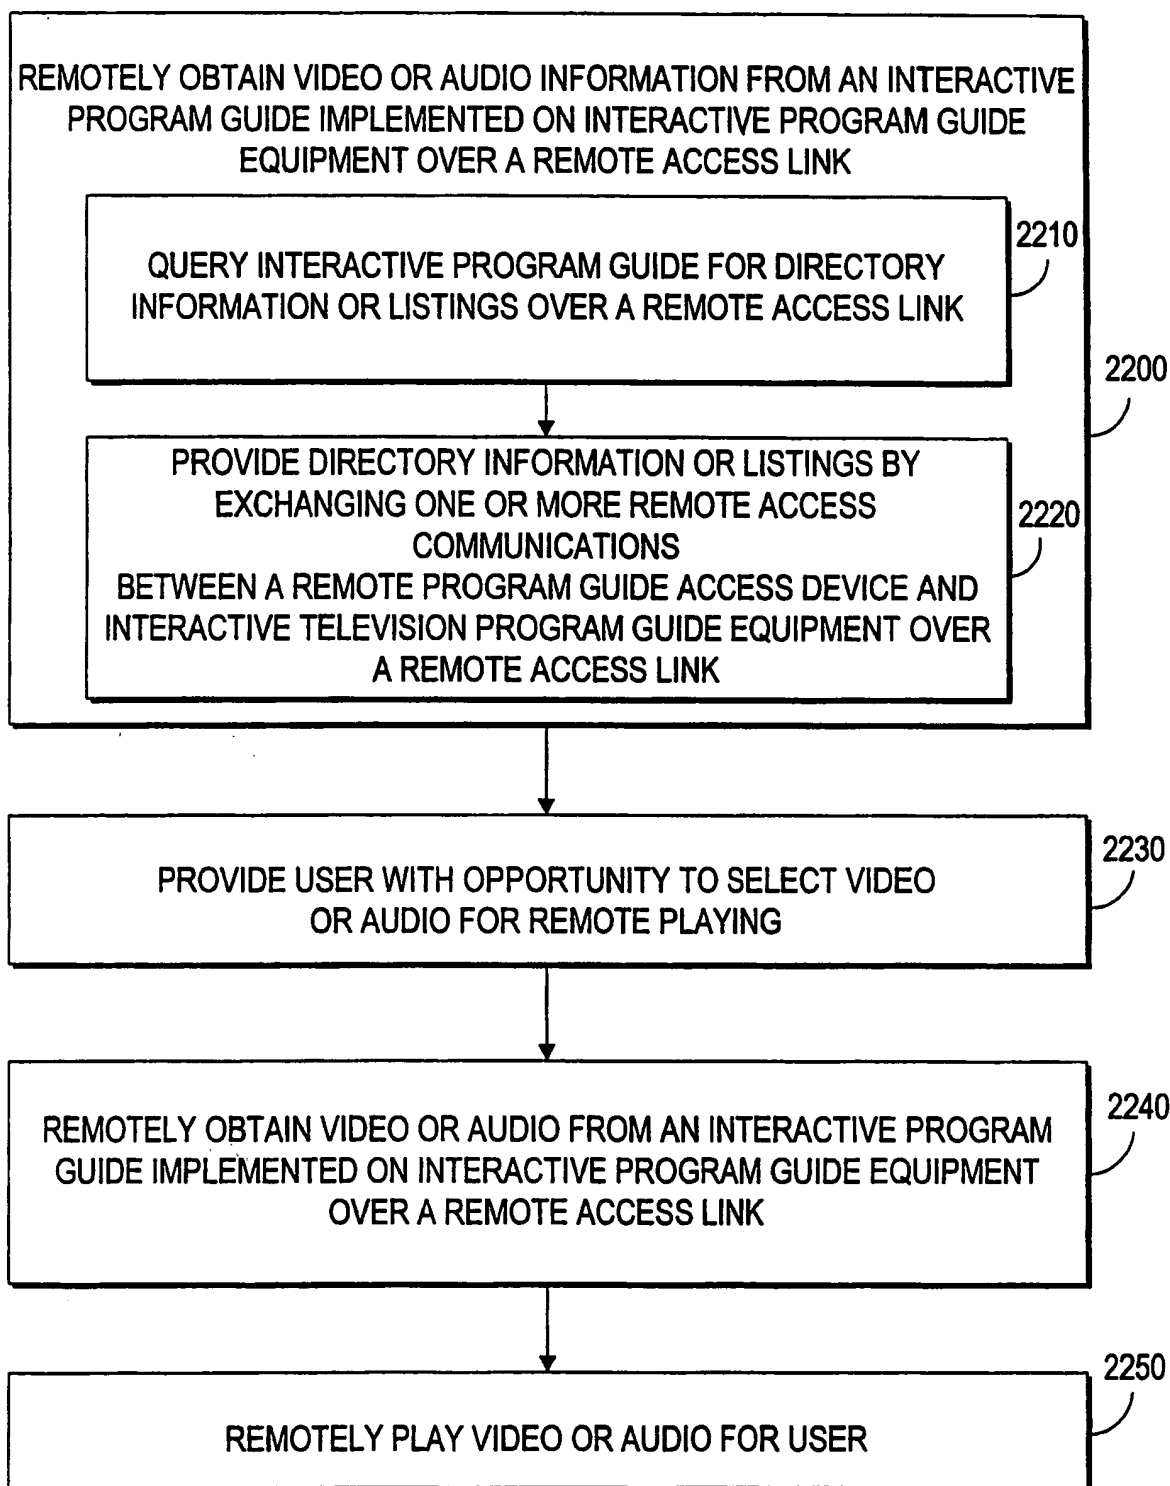 REMOTELY OBTAIN VIDEO OR AUDIO INFORMATION FROM AN INTERACTIVE
PROGRAM GUIDE IMPLEMENTED ON INTERACTIVE PROGRAM GUIDE
EQUIPMENT OVER A REMOTE ACCESS LINK
2210
QUERY INTERACTIVE PROGRAM GUIDE FOR DIRECTORY
INFORMATION OR LISTINGS OVER A REMOTE ACCESS LINK
2200
PROVIDE DIRECTORY INFORMATION OR LISTINGS BY
EXCHANGING ONE OR MORE REMOTE ACCESS
COMMUNICATIONS
BETWEEN A REMOTE PROGRAM GUIDE ACCESS DEVICE AND
INTERACTIVE TELEVISION PROGRAM GUIDE EQUIPMENT OVER
A REMOTE ACCESS LINK
2220
2230
PROVIDE USER WITH OPPORTUNITY TO SELECT VIDEO
OR AUDIO FOR REMOTE PLAYING
2240
REMOTELY OBTAIN VIDEO OR AUDIO FROM AN INTERACTIVE PROGRAM
GUIDE IMPLEMENTED ON INTERACTIVE PROGRAM GUIDE EQUIPMENT
OVER A REMOTE ACCESS LINK
2250
REMOTELY PLAY VIDEO OR AUDIO FOR USER